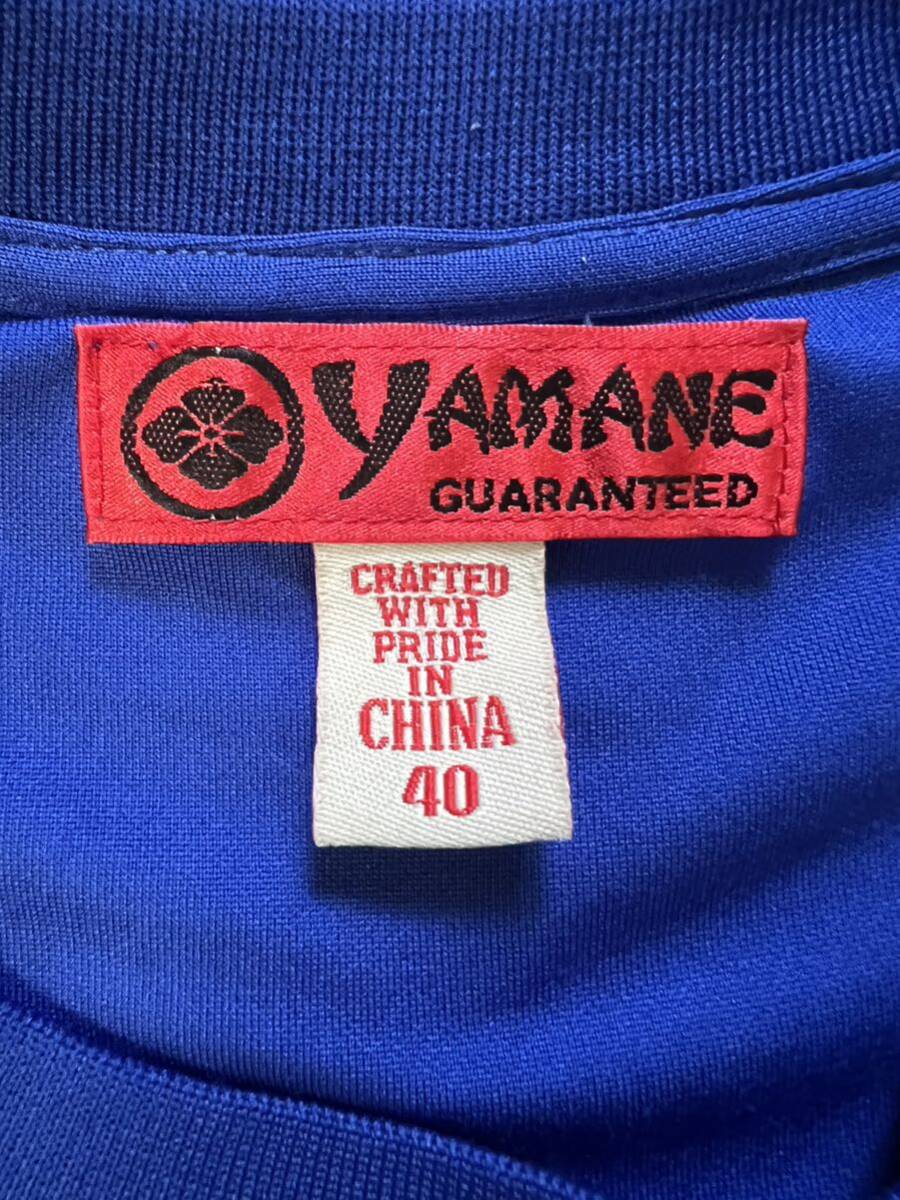 YAMANE
GUARANTEED
CRAFTED
WITH
PRIDE
IN
CHINA
40